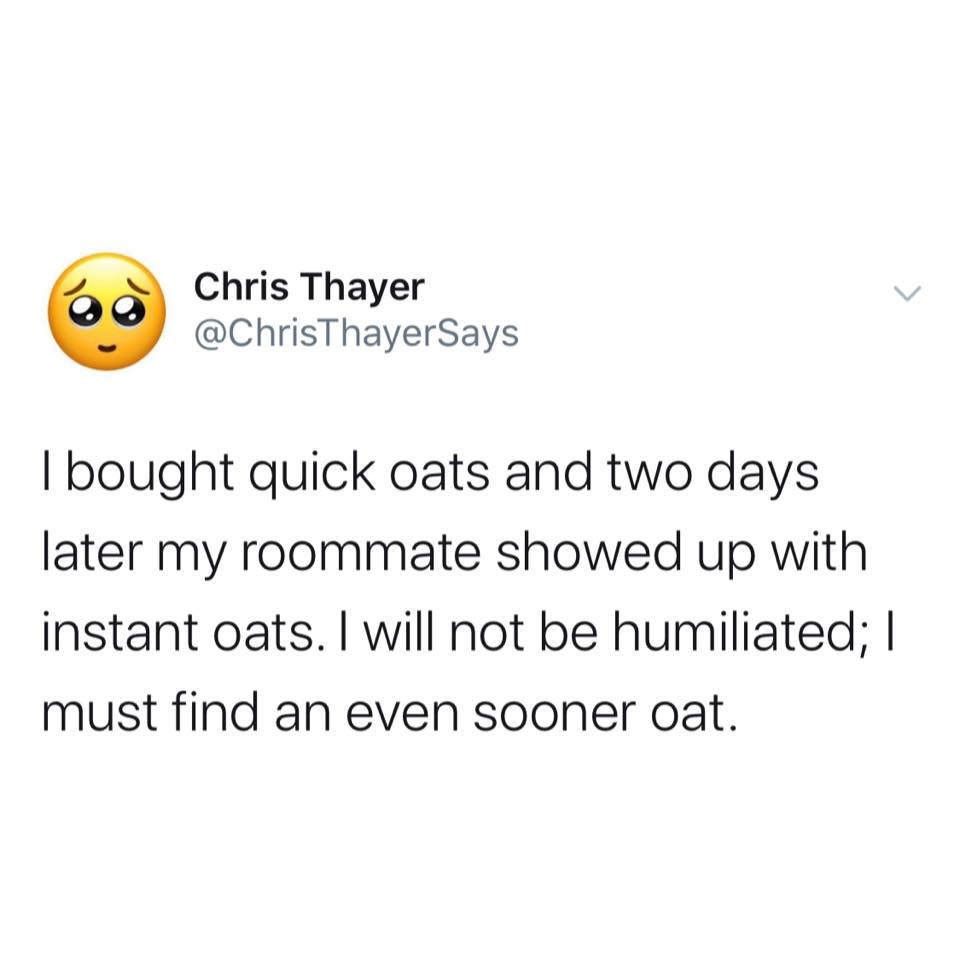 Chris Thayer
@ChrisThayerSays
I bought quick oats and two days
later my roommate showed up with
instant oats. I will not be humiliated; I
must find an even sooner oat.